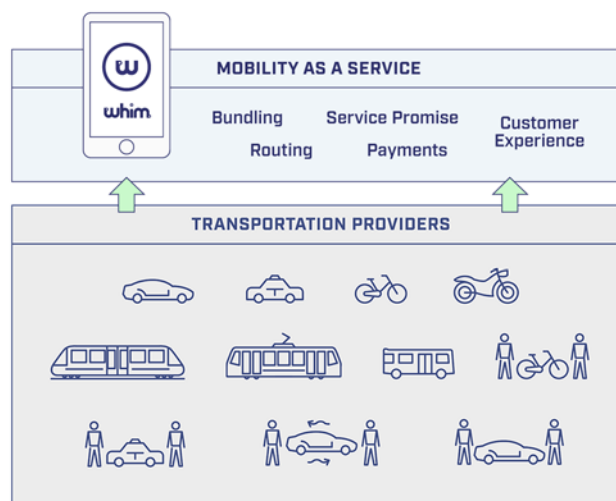 MOBILITY AS A SERVICE
whim
Bundling
Service Promise
Customer
Experience
Routing
Payments
TRANSPORTATION PROVIDERS